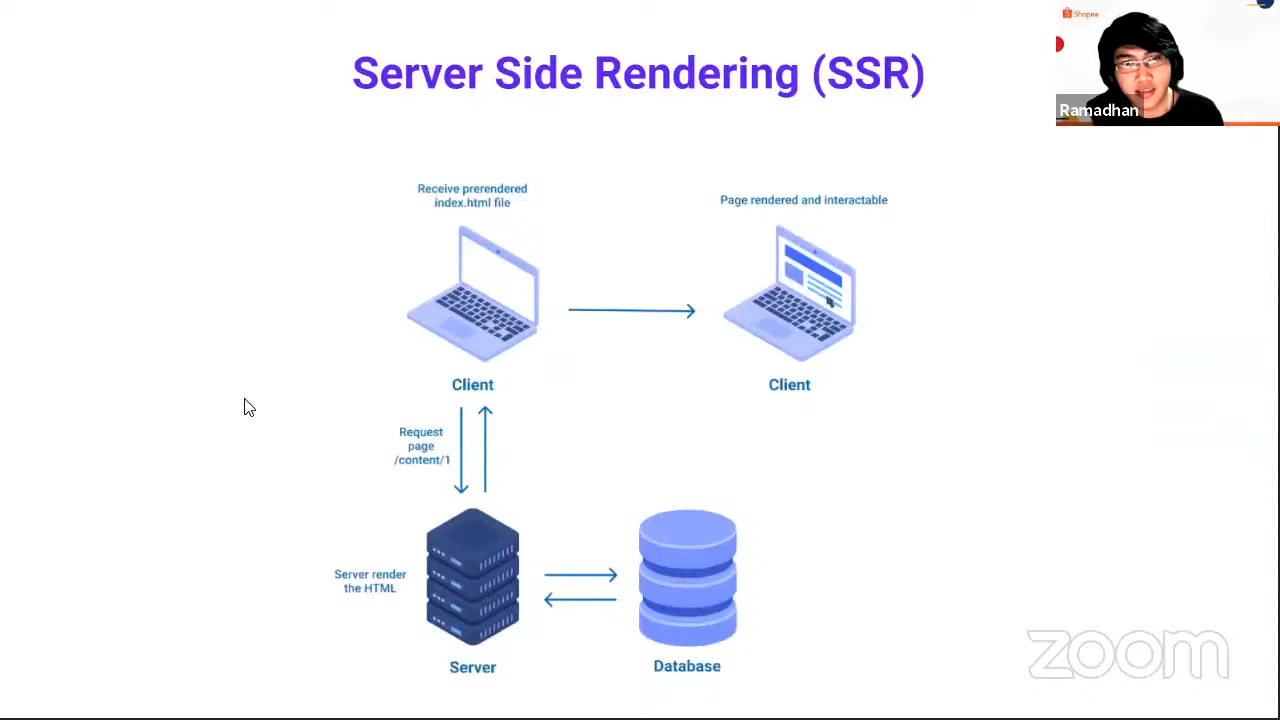 Shopee
Server Side Rendering (SSR)
Ramadhan
Receive prerendered
index.html file
Page rendered and interactable
Client
Client
Request
page
/content/1
Server render
the HTML
Server
Database
zoom